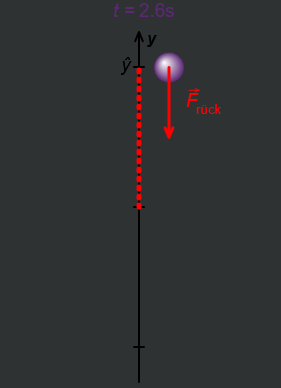 t = 2.6s
y
ŷ
F⃗rück